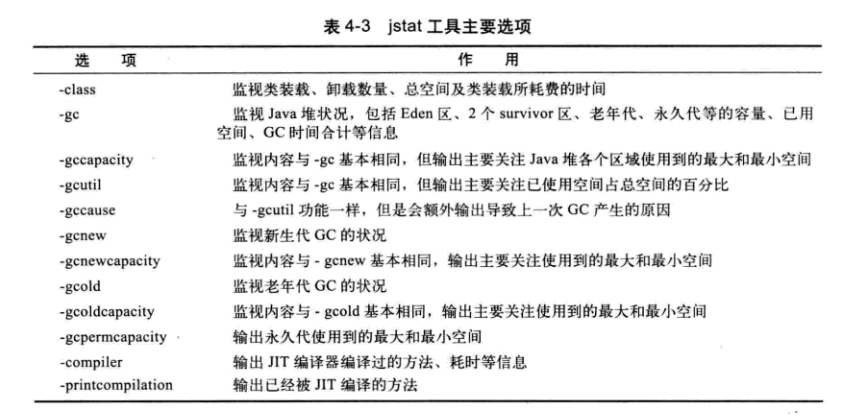 表 4-3 jstat 工具主要选项
选 项 作 用
-class 监视类装载、卸载数量、总空间及类装载所耗费的时间
-gc 监视 Java 堆状况，包括 Eden 区、2 个 survivor 区、老年代、永久代等的容量、已用
空间、GC 时间合计等信息
-gccapacity 监视内容与 -gc 基本相同，但输出主要关注 Java 堆各个区域使用到的最大和最小空间
-gcutil 监视内容与 -gc 基本相同，但输出主要关注已使用空间占总空间的百分比
-gccause 与 -gcutil 功能一样，但是会额外输出导致上一次 GC 产生的原因
-gcnew 监视新生代 GC 的状况
-gcnewcapacity 监视内容与 - gcnew 基本相同，输出主要关注使用到的最大和最小空间
-gcold 监视老年代 GC 的状况
-gcoldcapacity 监视内容与 - gcold 基本相同，输出主要关注使用到的最大和最小空间
-gcpermcapacity 输出永久代使用到的最大和最小空间
-compiler 输出 JIT 编译器编译过的方法、耗时等信息
-printcompilation 输出已经被 JIT 编译的方法